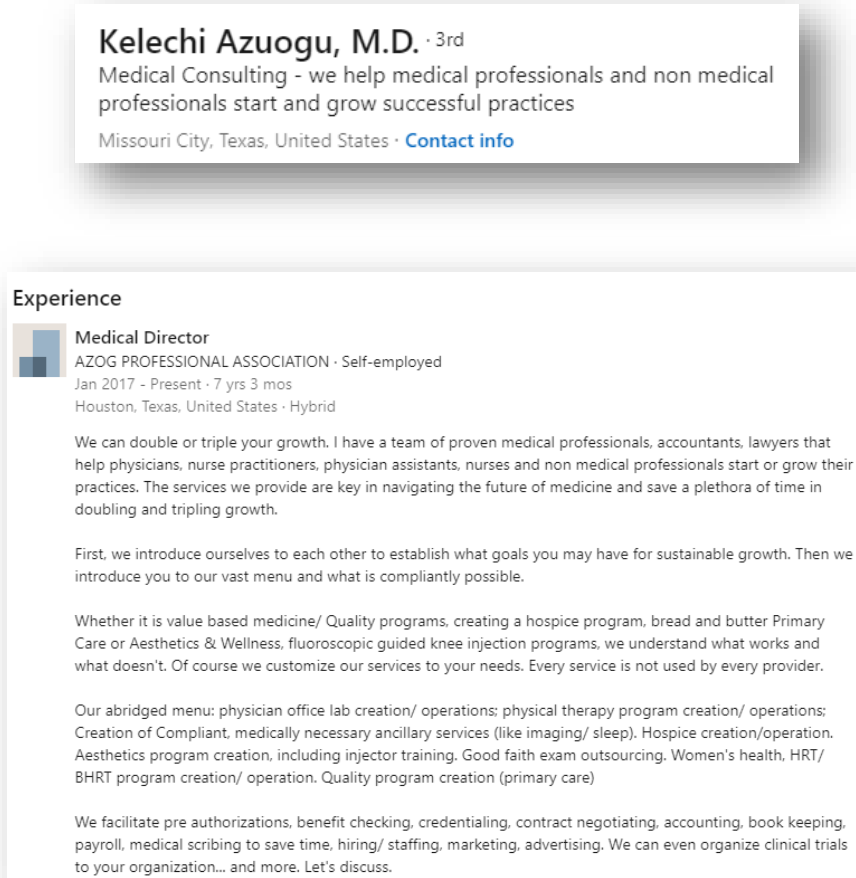 Kelechi Azuogu, M.D. · 3rd
Medical Consulting - we help medical professionals and non medical
professionals start and grow successful practices
Missouri City, Texas, United States · Contact info
Experience
Medical Director
AZOG PROFESSIONAL ASSOCIATION · Self-employed
Jan 2017 - Present · 7 yrs 3 mos
Houston, Texas, United States · Hybrid
We can double or triple your growth. I have a team of proven medical professionals, accountants, lawyers that
help physicians, nurse practitioners, physician assistants, nurses and non medical professionals start or grow their
practices. The services we provide are key in navigating the future of medicine and save a plethora of time in
doubling and tripling growth.
First, we introduce ourselves to each other to establish what goals you may have for sustainable growth. Then we
introduce you to our vast menu and what is compliantly possible.
Whether it is value based medicine/ Quality programs, creating a hospice program, bread and butter Primary
Care or Aesthetics & Wellness, fluoroscopic guided knee injection programs, we understand what works and
what doesn't. Of course we customize our services to your needs. Every service is not used by every provider.
Our abridged menu: physician office lab creation/ operations; physical therapy program creation/ operations;
Creation of Compliant, medically necessary ancillary services (like imaging/ sleep). Hospice creation/operation.
Aesthetics program creation, including injector training. Good faith exam outsourcing. Women's health, HRT/
BHRT program creation/ operation. Quality program creation (primary care)
We facilitate pre authorizations, benefit checking, credentialing, contract negotiating, accounting, book keeping,
payroll, medical scribing to save time, hiring/ staffing, marketing, advertising. We can even organize clinical trials
to your organization... and more. Let's discuss.